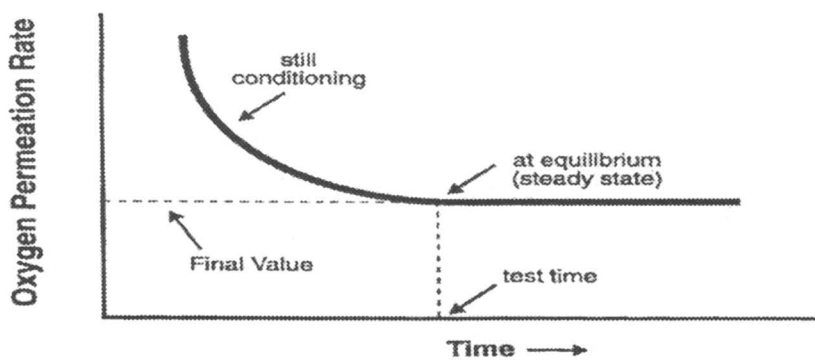 Oxygen Permeation Rate
still
conditioning
at equilibrium
(steady state)
Final Value
test time
Time